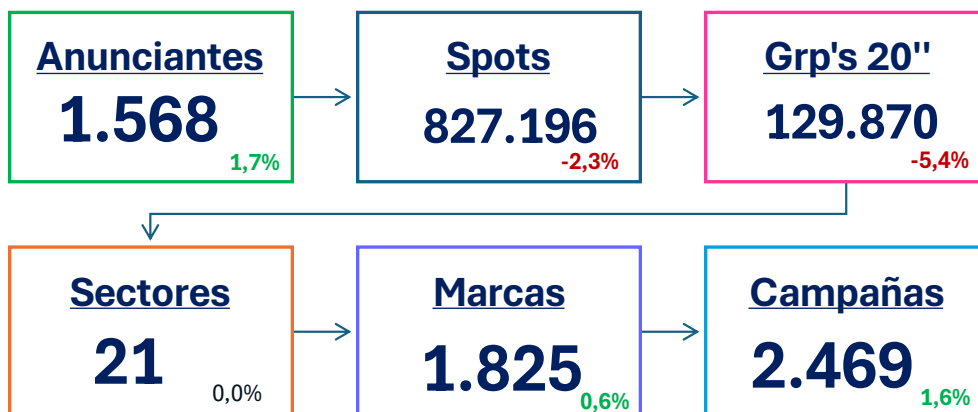 Anunciantes
1.568
1,7%
Spots
827.196
-2,3%
Grp's 20"
129.870
-5,4%
Sectores
21
0,0%
Marcas
1.825
0,6%
Campañas
2.469
1,6%